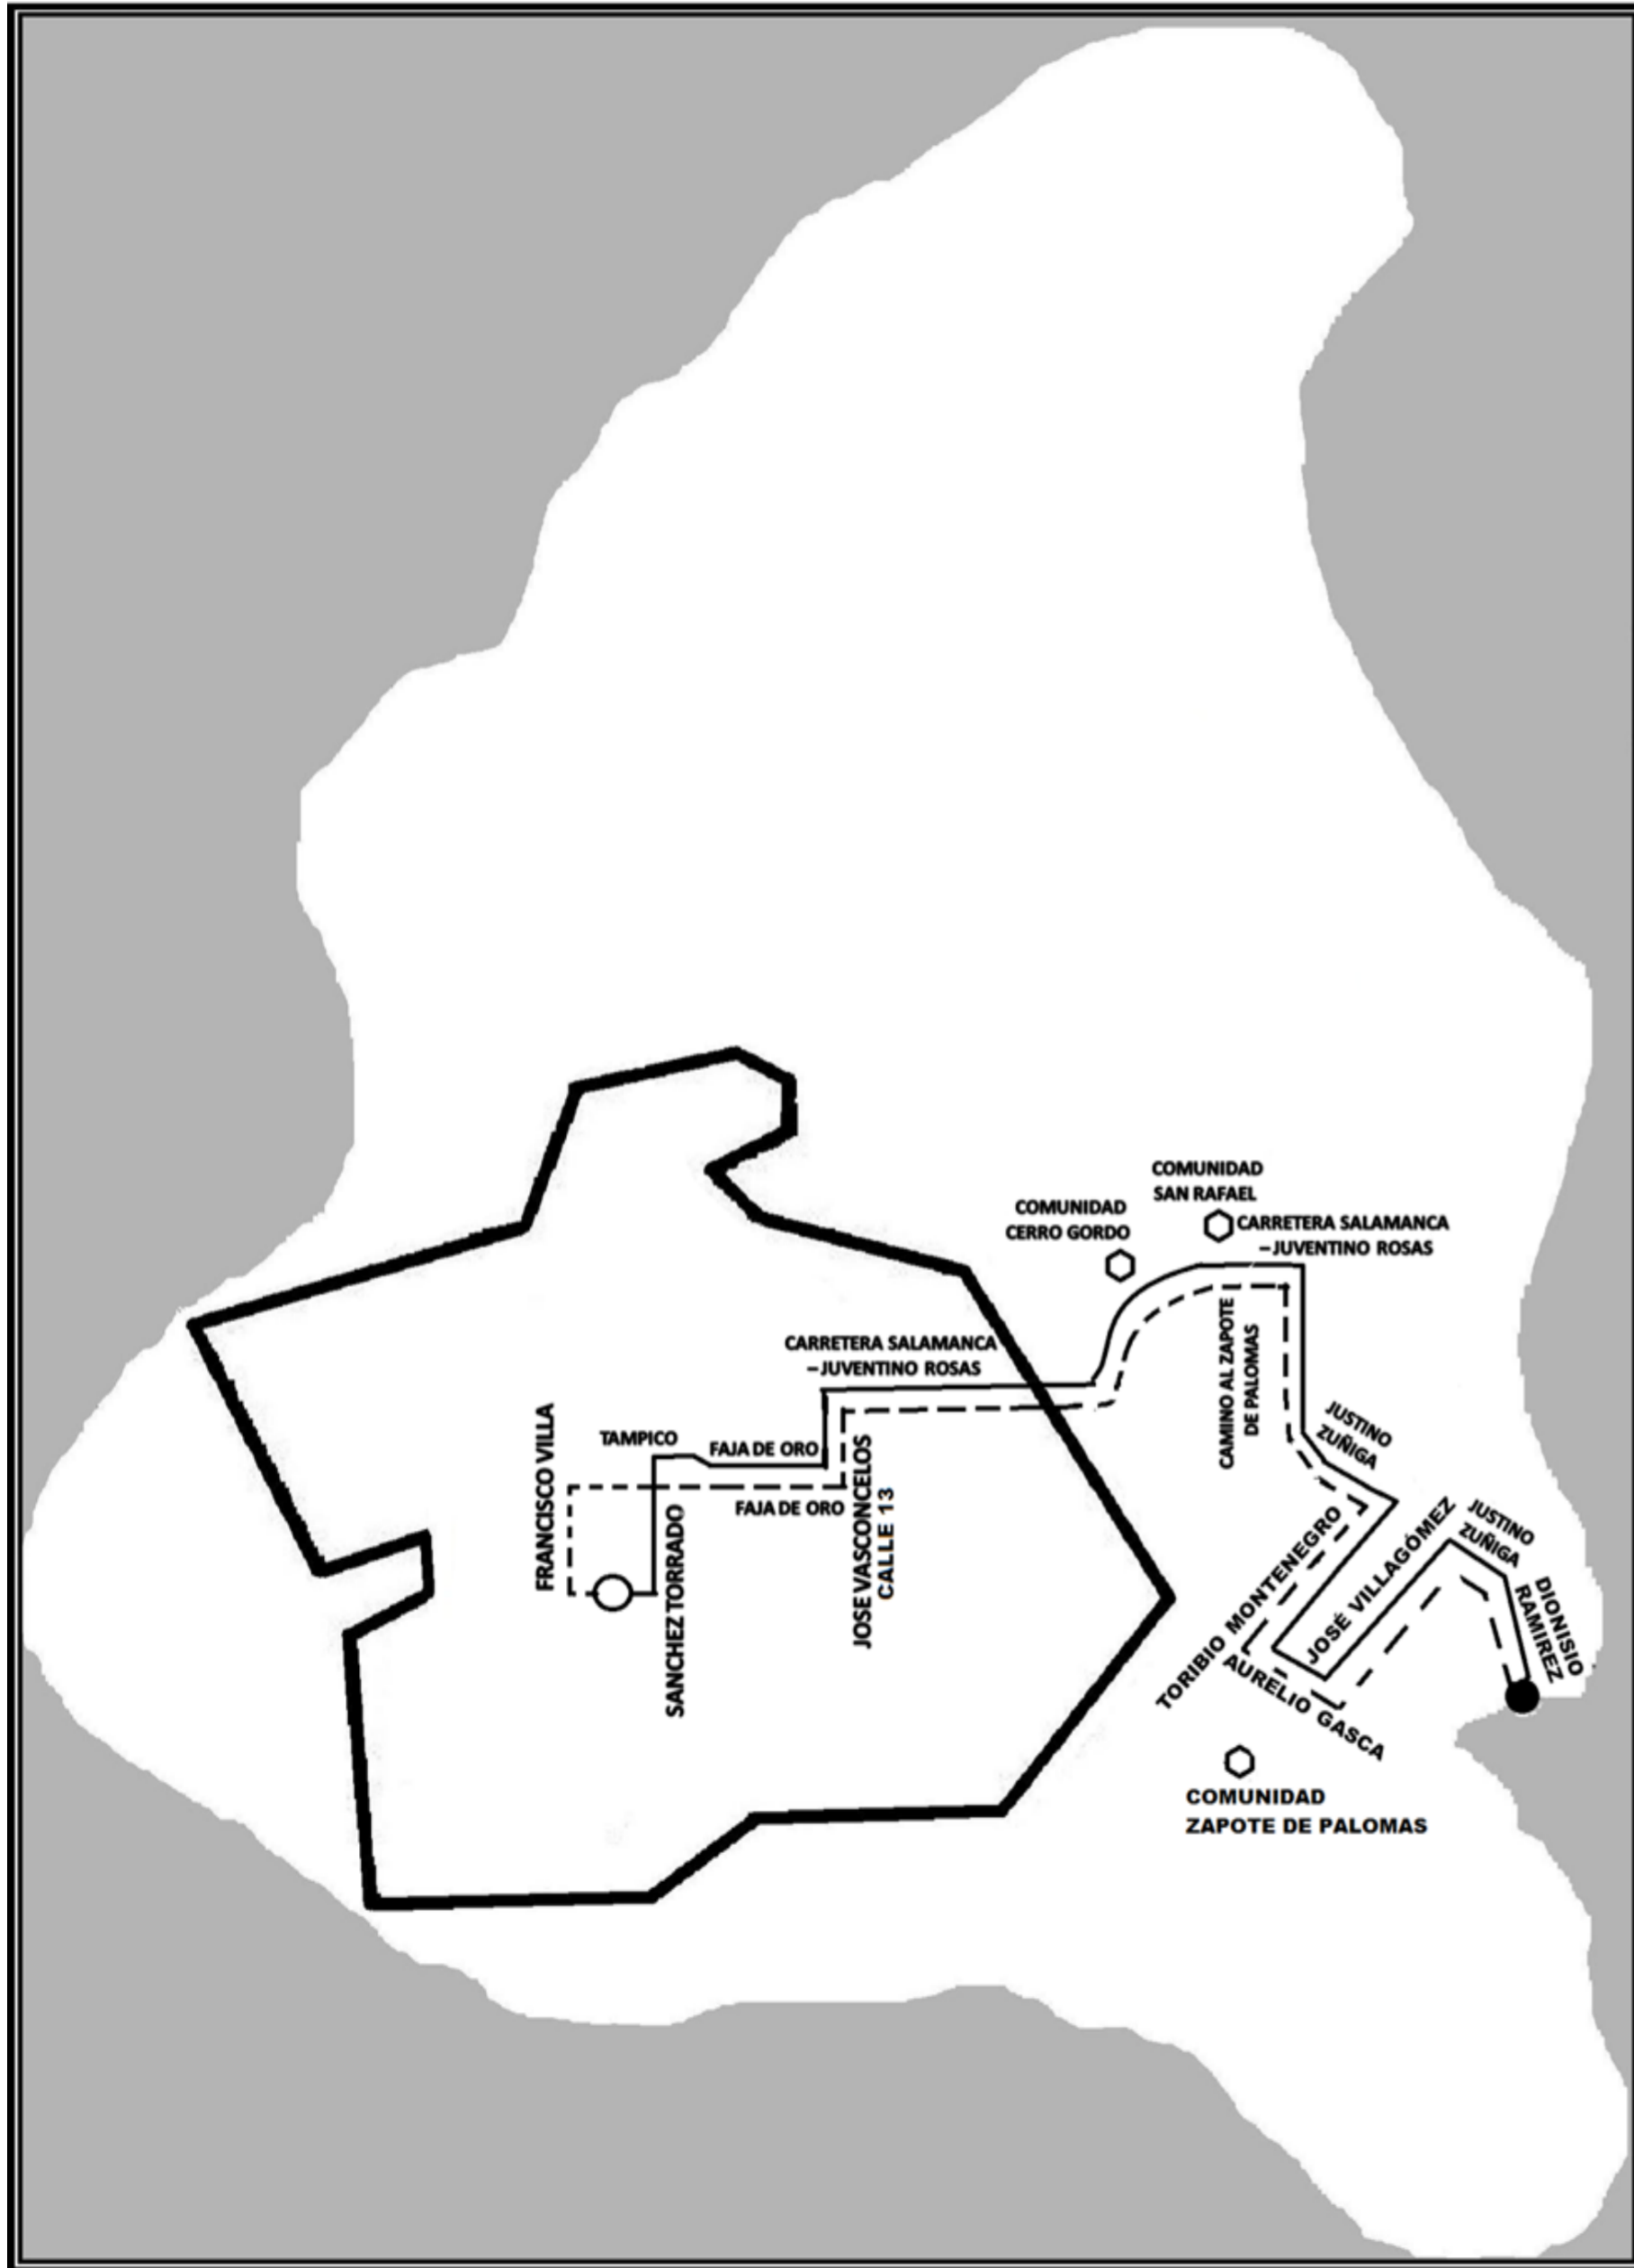 COMUNIDAD
SAN RAFAEL
COMUNIDAD
CERRO GORDO
CARRETERA SALAMANCA
–JUVENTINO ROSAS
CARRETERA SALAMANCA
–JUVENTINO ROSAS
CAMINO AL ZAPOTE
DE PALOMAS
FRANCISCO VILLA
TAMPICO
FAJA DE ORO
FAJA DE ORO
SANCHEZ TORRADO
JOSE VASCONCELOS
CALLE 13
JUSTINO
ZUÑIGA
TORIBIO MONTENEGRO
JOSÉ VILLAGÓMEZ
JUSTINO
ZUÑIGA
DIONISIO
RAMIREZ
AURELIO GASCA
COMUNIDAD
ZAPOTE DE PALOMAS